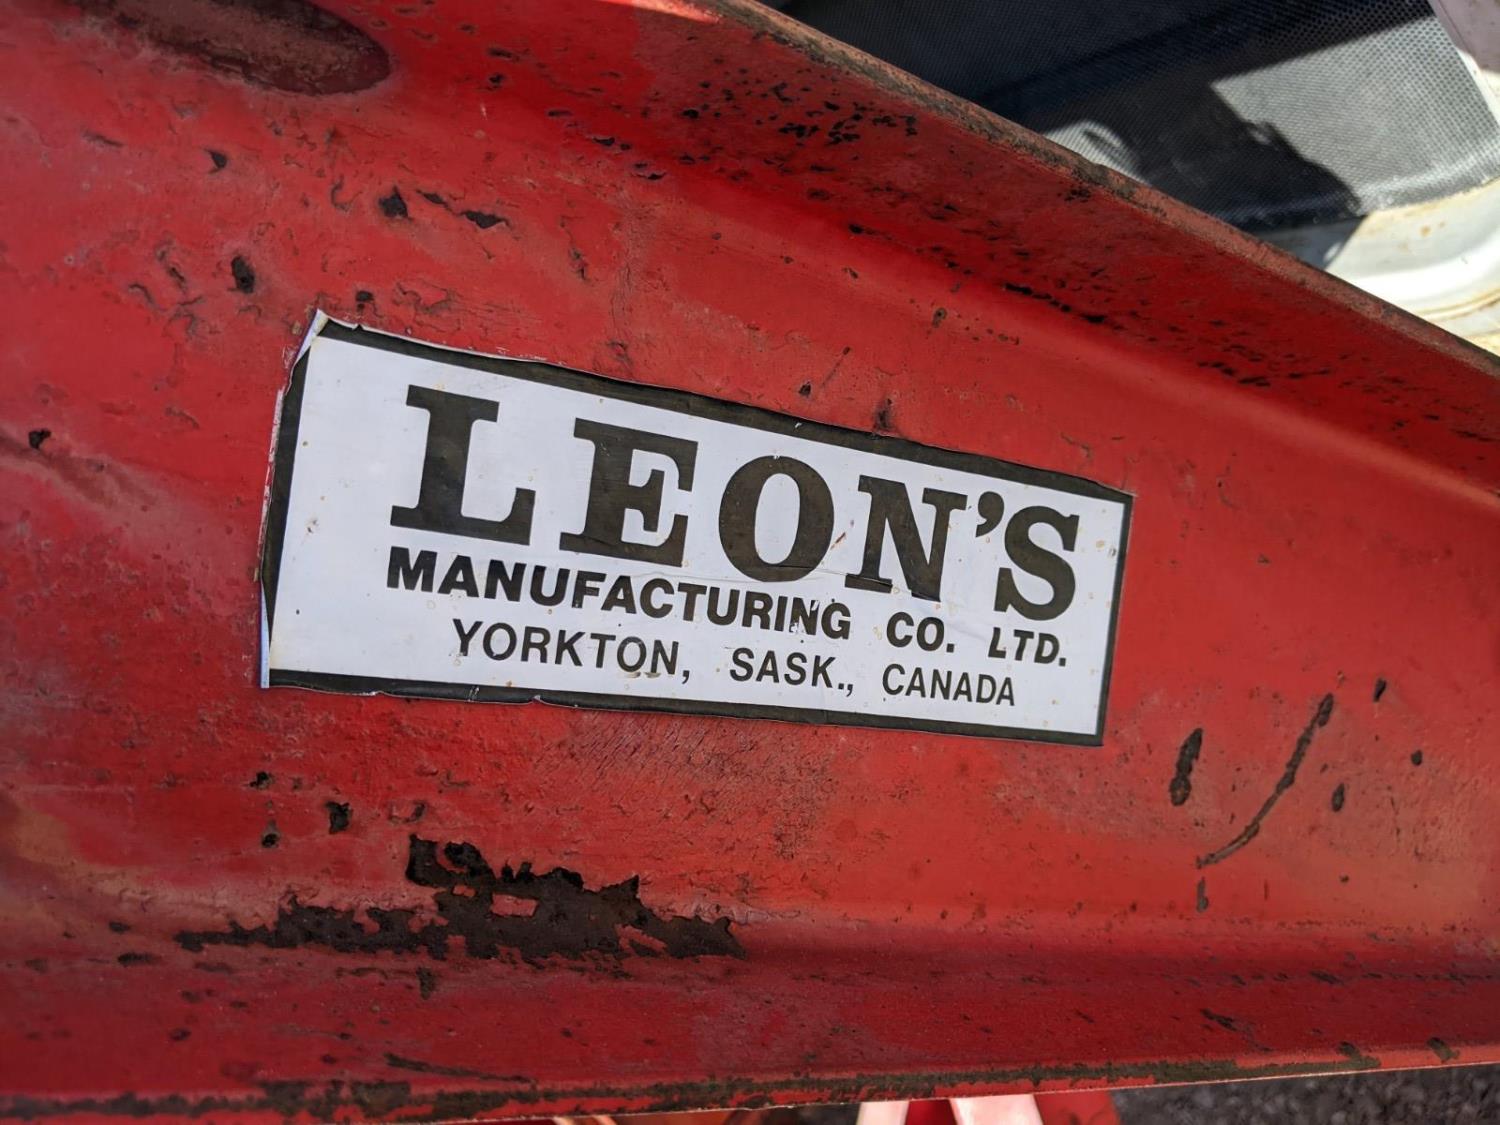 LEON'S
MANUFACTURING CO. LTD.
YORKTON, SASK., CANADA